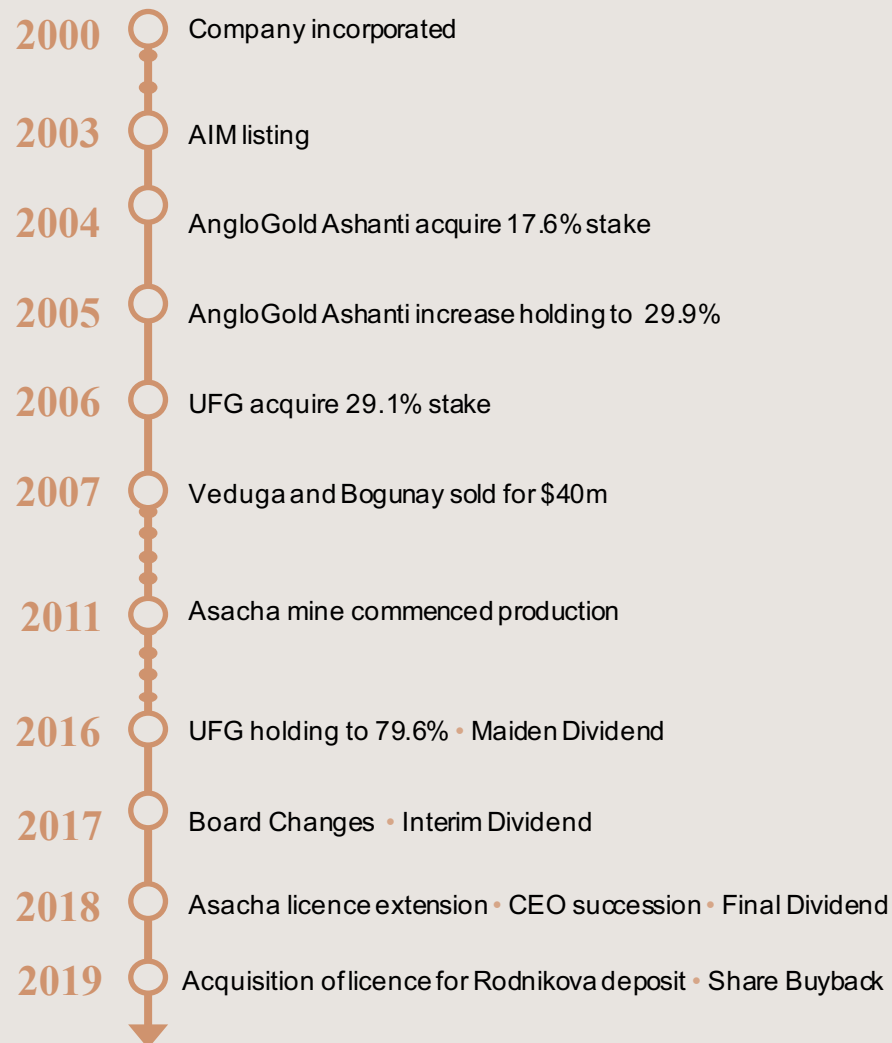 2000 Company incorporated
2003 AIM listing
2004 AngloGold Ashanti acquire 17.6% stake
2005 AngloGold Ashanti increase holding to 29.9%
2006 UFG acquire 29.1% stake
2007 Veduga and Bogunay sold for $40m
2011 Asacha mine commenced production
2016 UFG holding to 79.6% • Maiden Dividend
2017 Board Changes • Interim Dividend
2018 Asacha licence extension • CEO succession • Final Dividend
2019 Acquisition of licence for Rodnikova deposit • Share Buyback